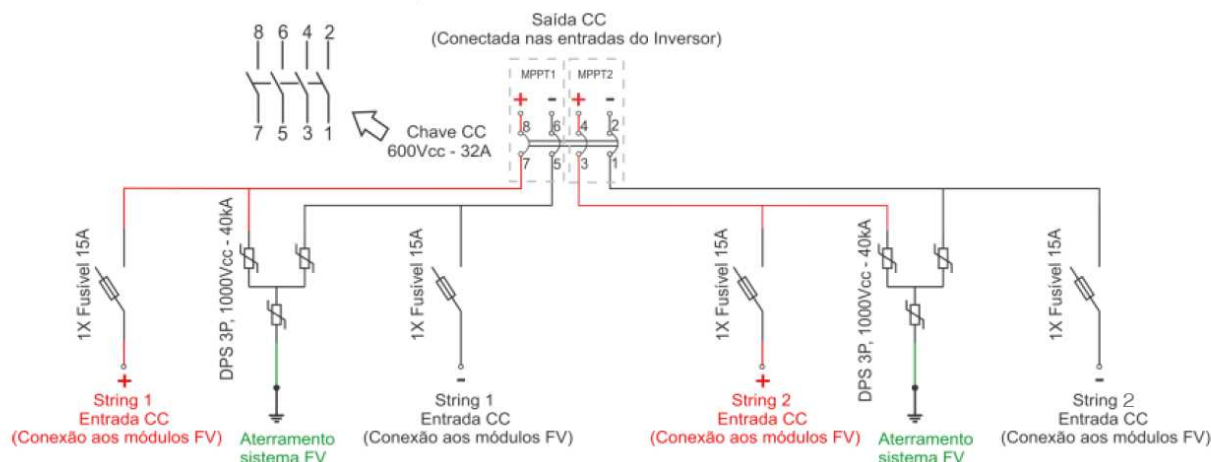 Saída CC
(Conectada nas entradas do Inversor)
8 6 4 2
7 5 3 1
Chave CC
600Vcc - 32A
MPPT1 MPPT2
+ - + -
8 6 4 2
7 5 3 1
1X Fusível 15A
DPS 3P, 1000Vcc - 40kA
1X Fusível 15A
1X Fusível 15A
DPS 3P, 1000Vcc - 40kA
1X Fusível 15A
+
String 1
Entrada CC
(Conexão aos módulos FV)
Aterramento
sistema FV
-
String 1
Entrada CC
(Conexão aos módulos FV)
+
String 2
Entrada CC
(Conexão aos módulos FV)
Aterramento
sistema FV
-
String 2
Entrada CC
(Conexão aos módulos FV)